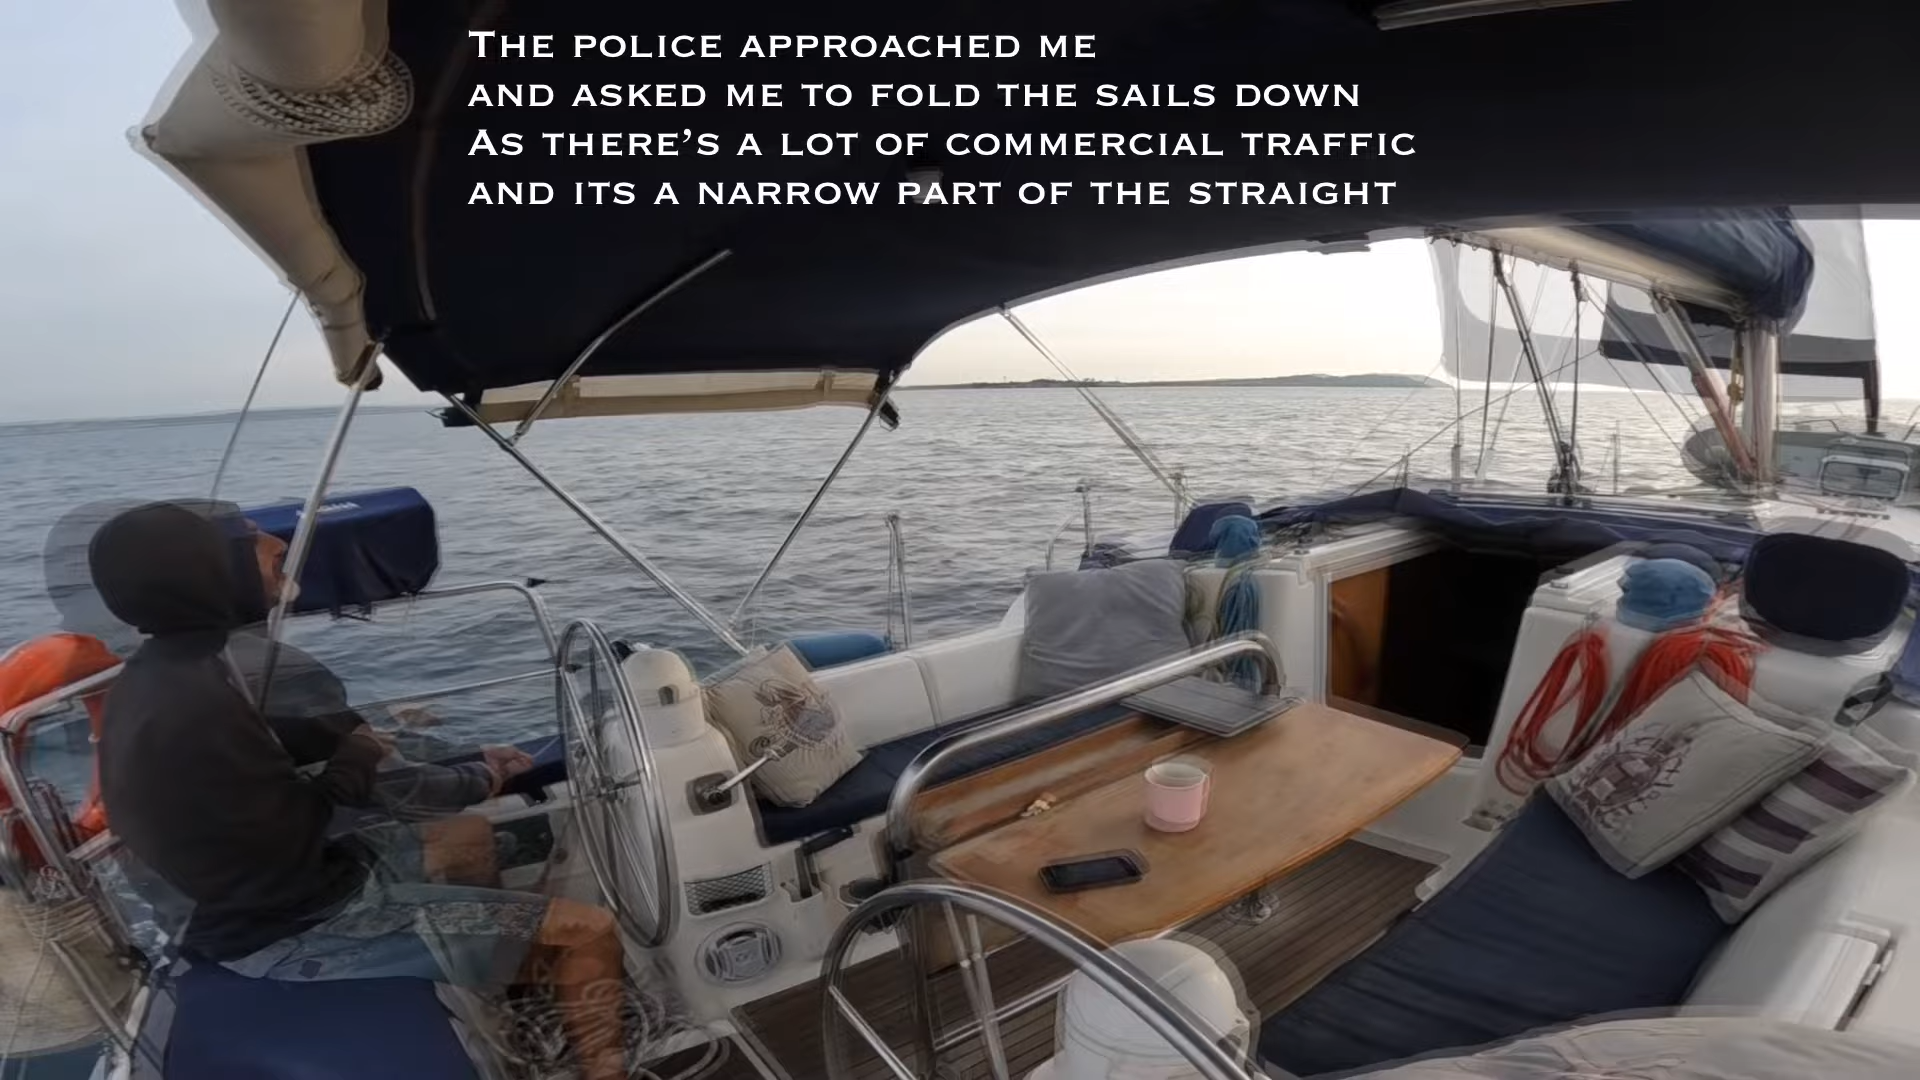 The police approached me
and asked me to fold the sails down
As there’s a lot of commercial traffic
and its a narrow part of the straight